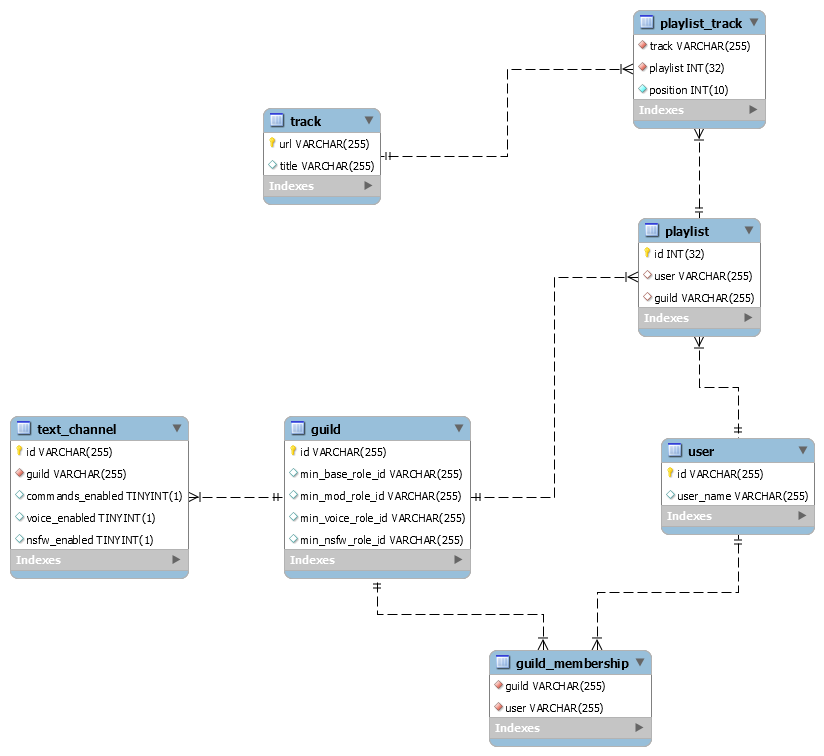 playlist_track
track VARCHAR(255)
playlist INT(32)
position INT(10)
Indexes
track
url VARCHAR(255)
title VARCHAR(255)
Indexes
playlist
id INT(32)
user VARCHAR(255)
guild VARCHAR(255)
Indexes
text_channel
id VARCHAR(255)
guild VARCHAR(255)
commands_enabled TINYINT(1)
voice_enabled TINYINT(1)
nsfw_enabled TINYINT(1)
Indexes
guild
id VARCHAR(255)
min_base_role_id VARCHAR(255)
min_mod_role_id VARCHAR(255)
min_voice_role_id VARCHAR(255)
min_nsfw_role_id VARCHAR(255)
Indexes
user
id VARCHAR(255)
user_name VARCHAR(255)
Indexes
guild_membership
guild VARCHAR(255)
user VARCHAR(255)
Indexes